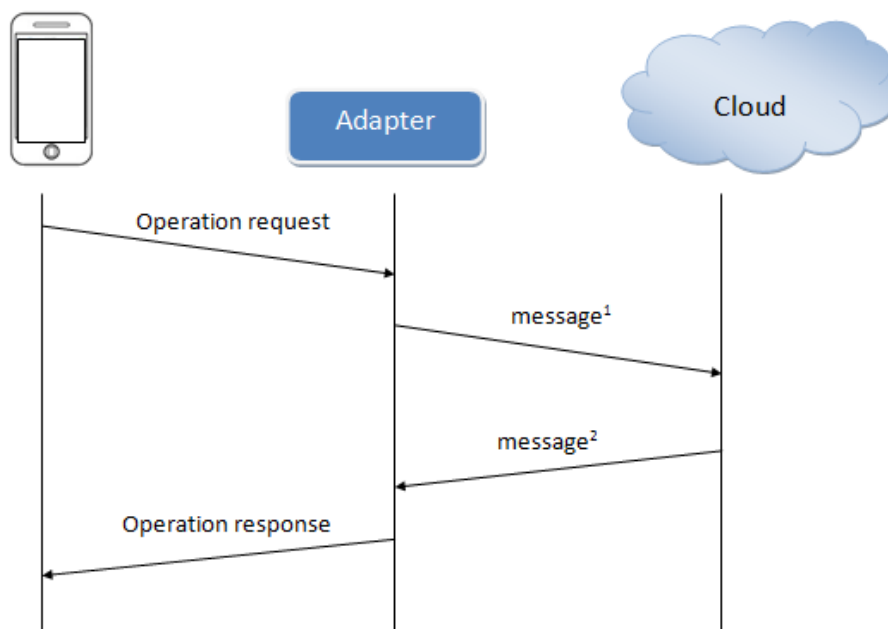 Adapter
Cloud
Operation request
message¹
message²
Operation response